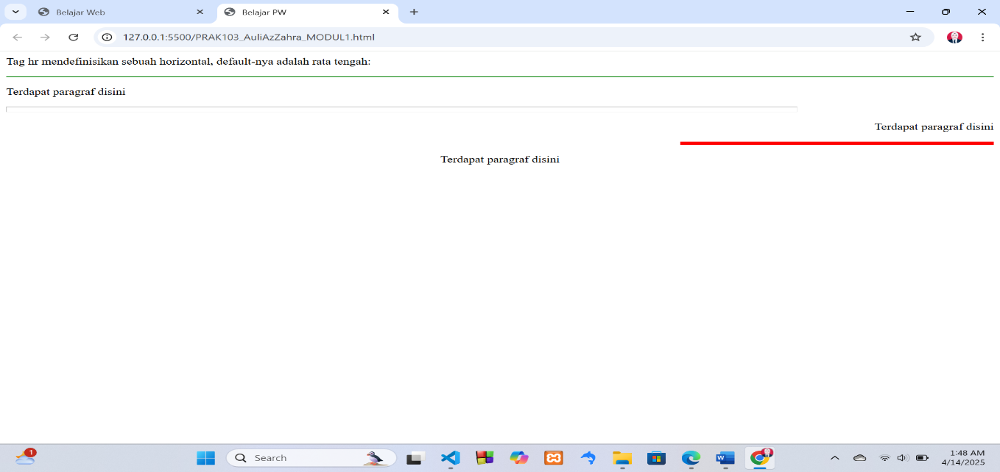 Belajar Web
Belajar PW
127.0.0.1:5500/PRAK103_AuliAzZahra_MODUL1.html
Tag hr mendefinisikan sebuah horizontal, default-nya adalah rata tengah:
Terdapat paragraf disini
Terdapat paragraf disini
Terdapat paragraf disini
1
Search
W
1:48 AM
4/14/2025